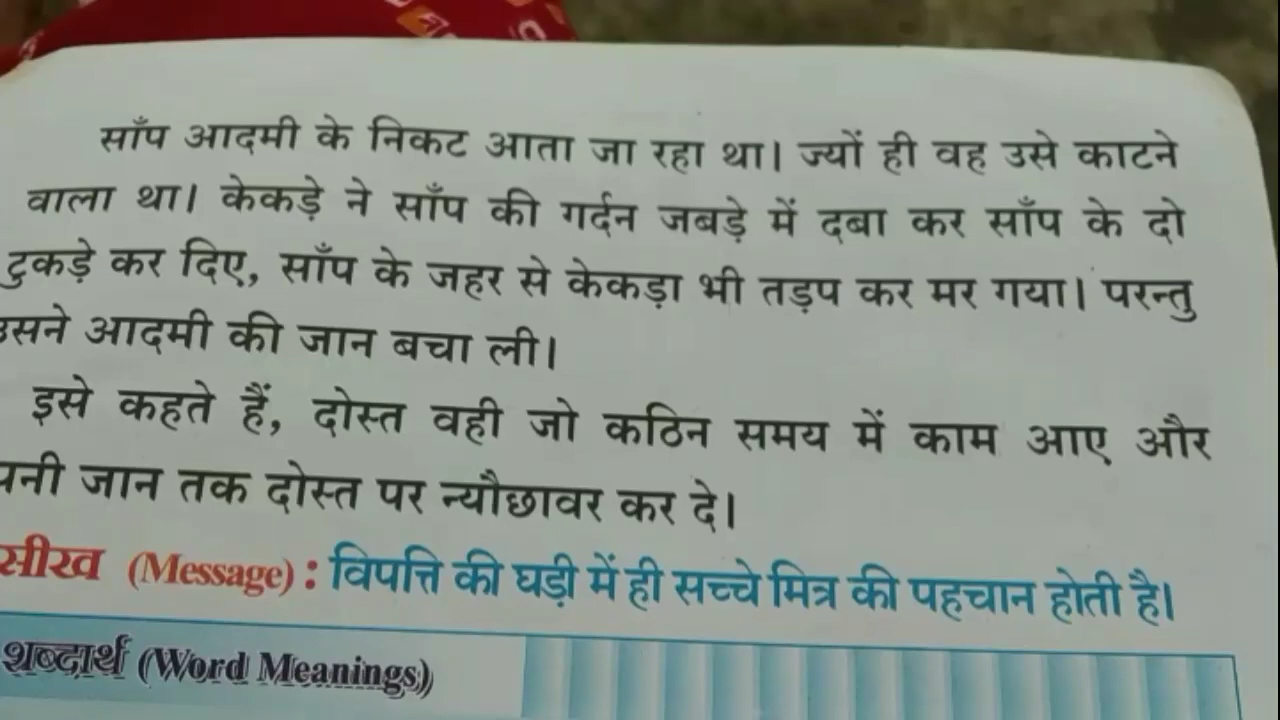 साँप आदमी के निकट आता जा रहा था। ज्यों ही वह उसे काटने
वाला था। केकड़े ने साँप की गर्दन जबड़े में दबा कर साँप के दो
टुकड़े कर दिए, साँप के जहर से केकड़ा भी तड़प कर मर गया। परन्तु
उसने आदमी की जान बचा ली।
इसे कहते हैं, दोस्त वही जो कठिन समय में काम आए और
पनी जान तक दोस्त पर न्यौछावर कर दे।
सीख (Message) : विपत्ति की घड़ी में ही सच्चे मित्र की पहचान होती है।
शब्दार्थ (Word Meanings)